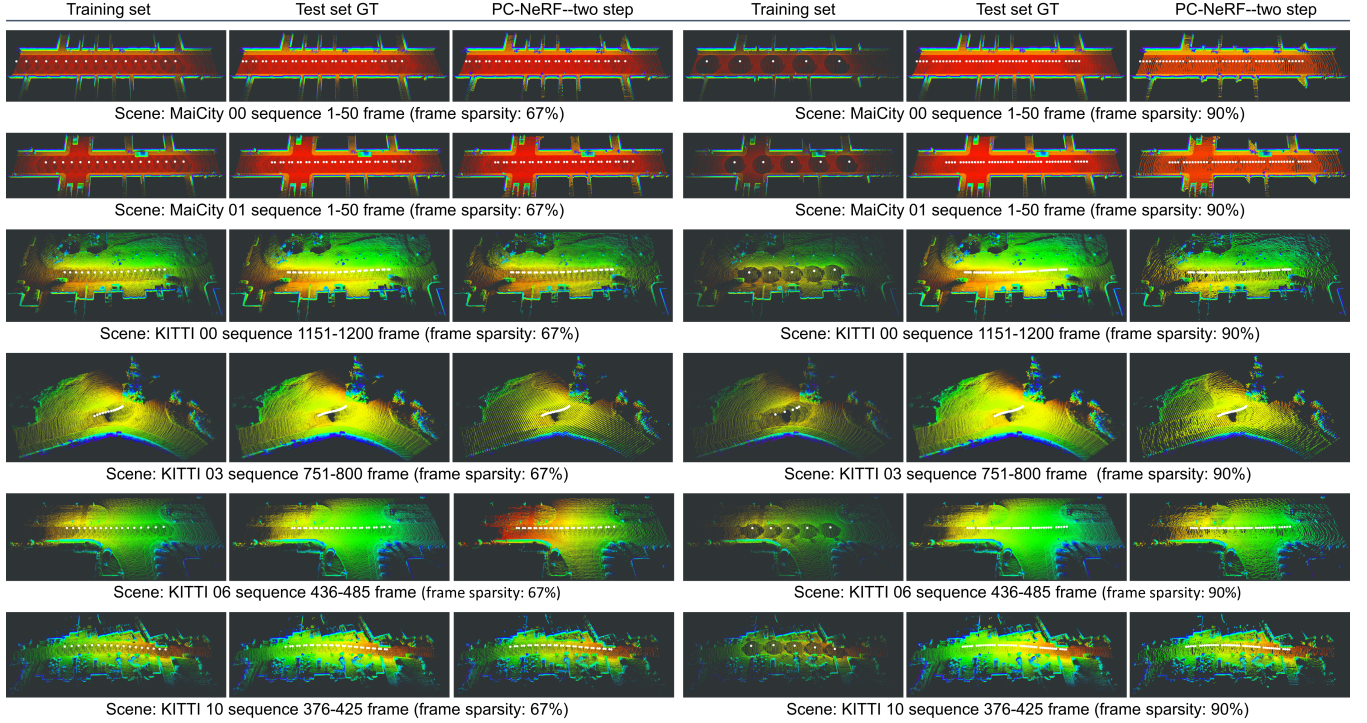 Training set Test set GT PC-NeRF--two step Training set Test set GT PC-NeRF--two step
Scene: MaiCity 00 sequence 1-50 frame (frame sparsity: 67%) Scene: MaiCity 00 sequence 1-50 frame (frame sparsity: 90%)
Scene: MaiCity 01 sequence 1-50 frame (frame sparsity: 67%) Scene: MaiCity 01 sequence 1-50 frame (frame sparsity: 90%)
Scene: KITTI 00 sequence 1151-1200 frame (frame sparsity: 67%) Scene: KITTI 00 sequence 1151-1200 frame (frame sparsity: 90%)
Scene: KITTI 03 sequence 751-800 frame (frame sparsity: 67%) Scene: KITTI 03 sequence 751-800 frame (frame sparsity: 90%)
Scene: KITTI 06 sequence 436-485 frame (frame sparsity: 67%) Scene: KITTI 06 sequence 436-485 frame (frame sparsity: 90%)
Scene: KITTI 10 sequence 376-425 frame (frame sparsity: 67%) Scene: KITTI 10 sequence 376-425 frame (frame sparsity: 90%)